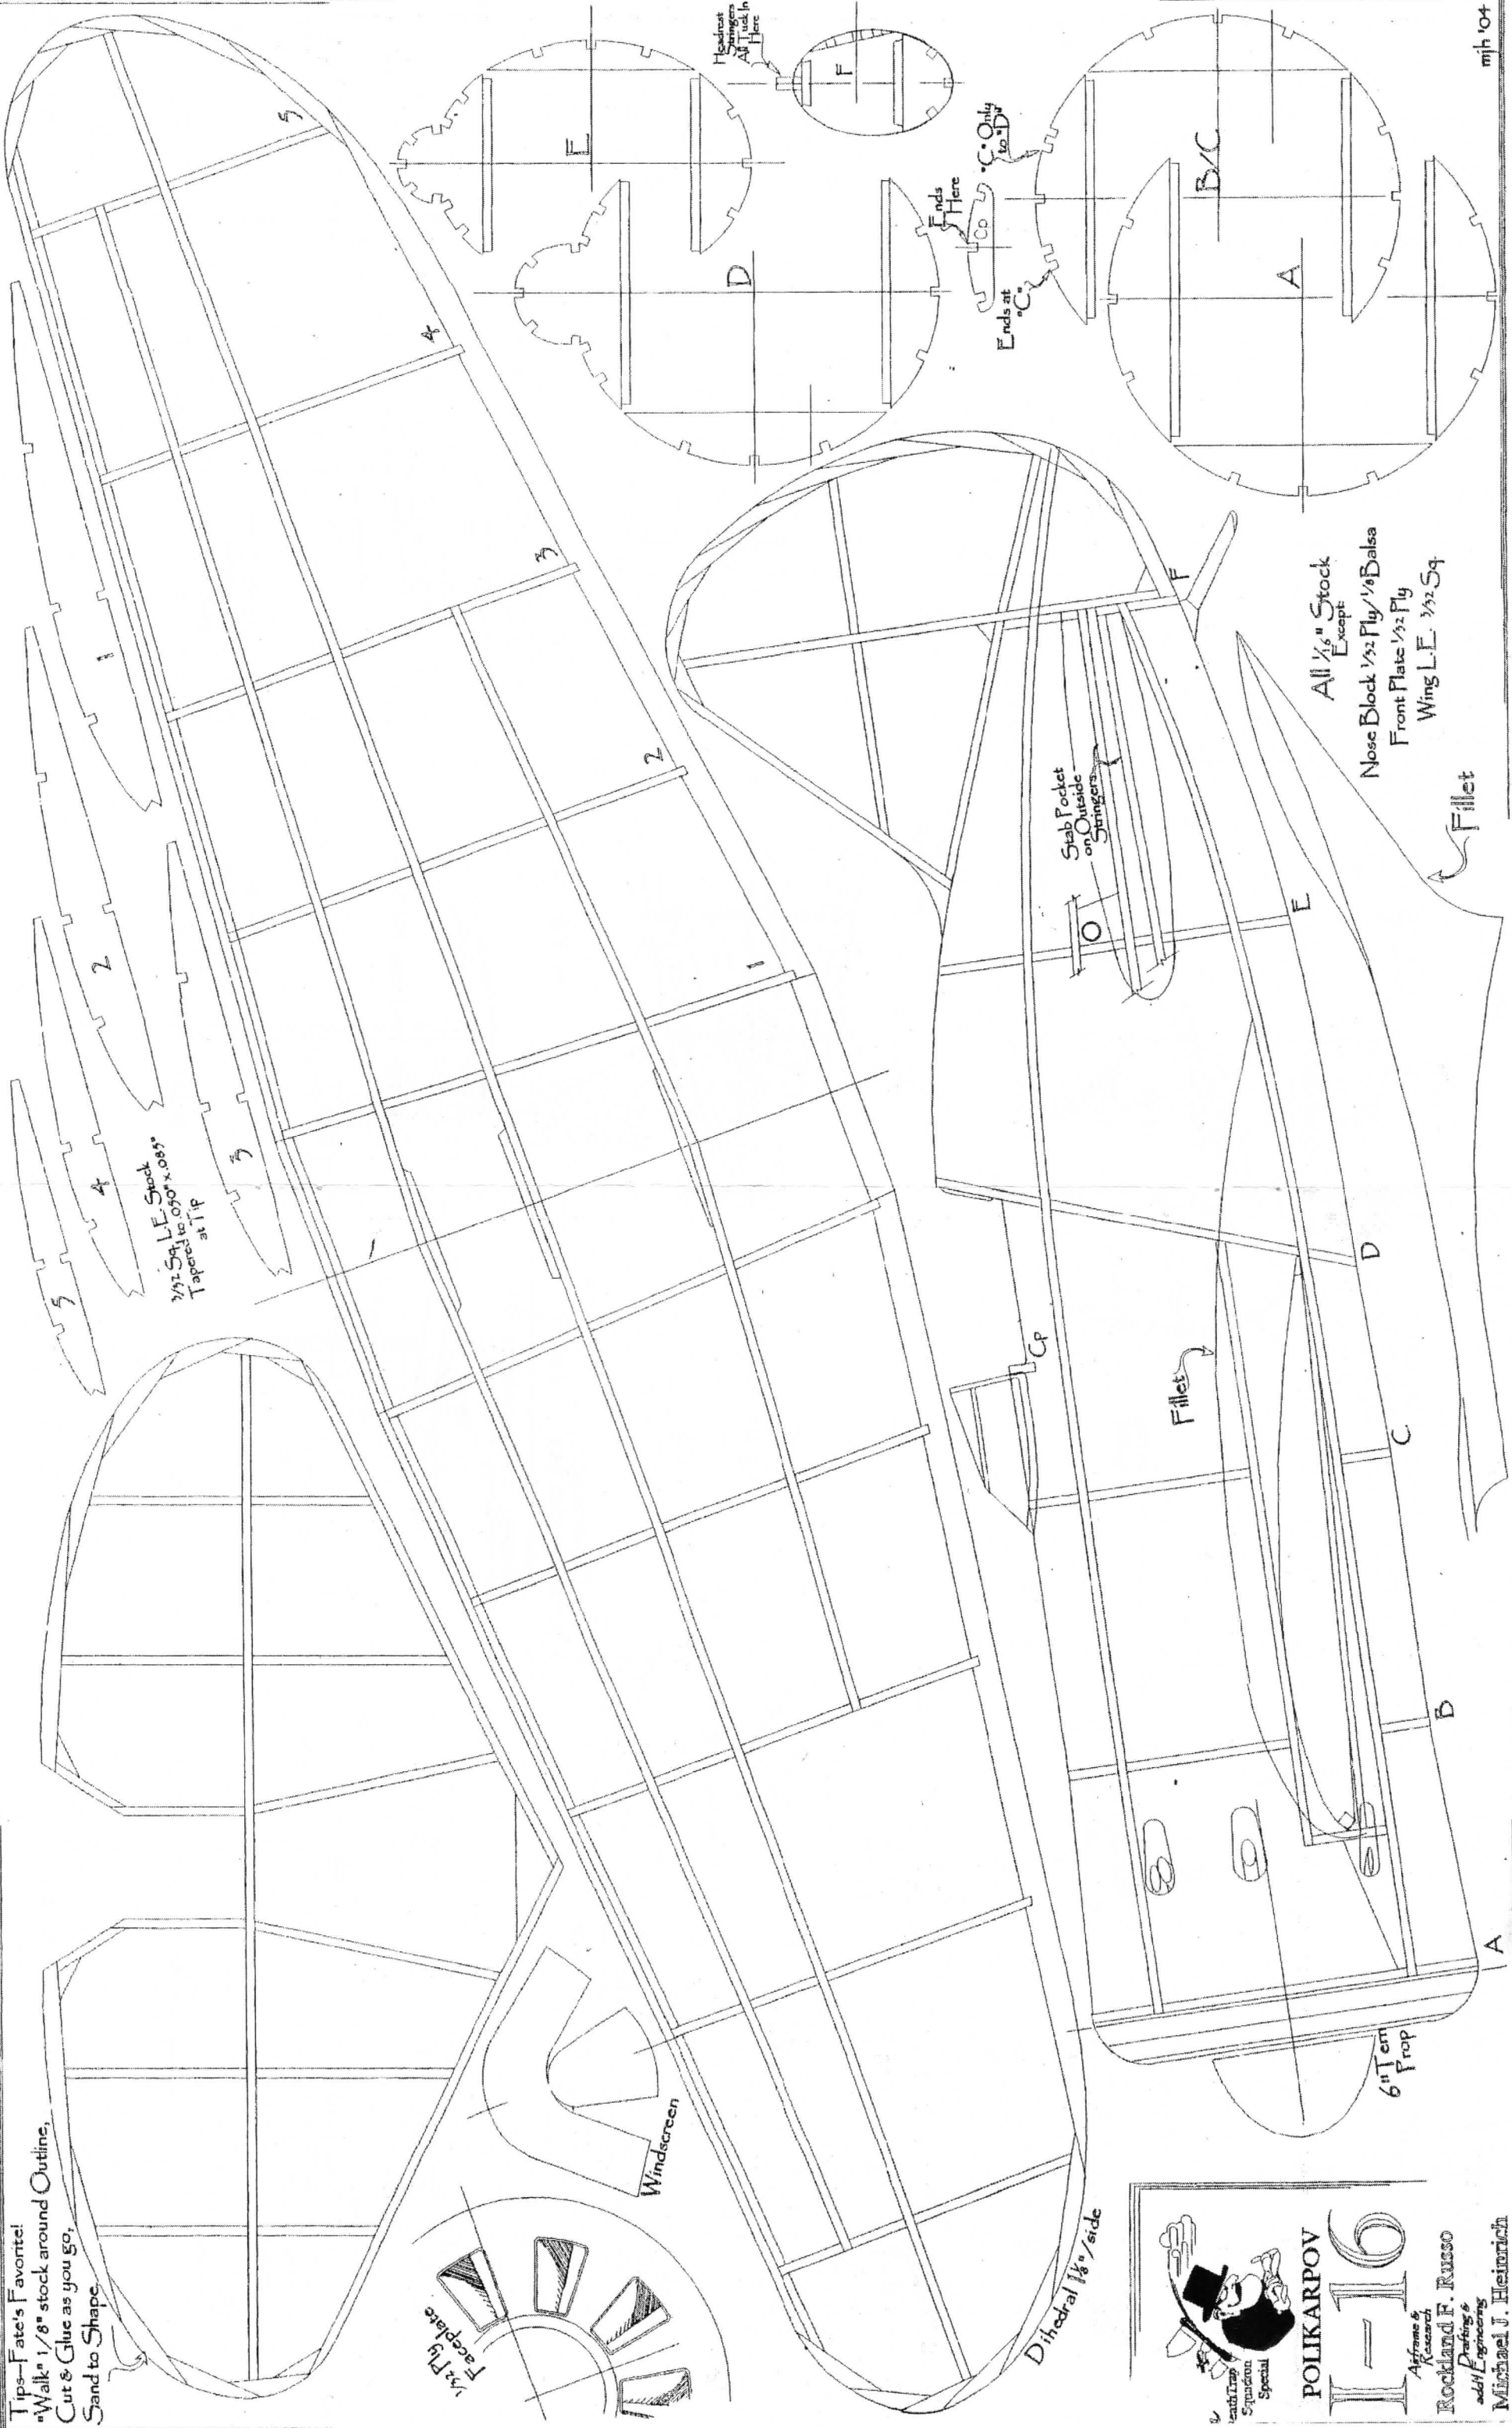 Tips-Fate's Favorite!
"Walk" 1/8" stock around Outline,
Cut & Glue as you go,
Sand to Shape
5
4
3
2
1
3/32 Sq. L.E. Stock
Tapered to .050" x .085"
at Tip
1
2
3
4
5
Headrest
Stringers
All Tuck In
Here
F
E
D
Ends
Here
"C" Only
to "D"
Cp
Ends at
"C"
B/C
A
mjh '04
All 1/16" Stock
Except:
Nose Block 1/32 Ply/1/8 Balsa
Front Plate 1/32 Ply
Wing L.E. 3/32 Sq.
Fillet
Stab Pocket
on Outside
Stringers
F
E
D
C
B
A
Cp
Fillet
6" Tern
Prop
Windscreen
1/32 Ply
Faceplate
Dihedral 1 1/8"/side
Squadron
Special
POLIKARPOV
I-16
Airframe &
Research
Rockland F. Russo
Drafting &
add'l Engineering
Michael J. Heinrich